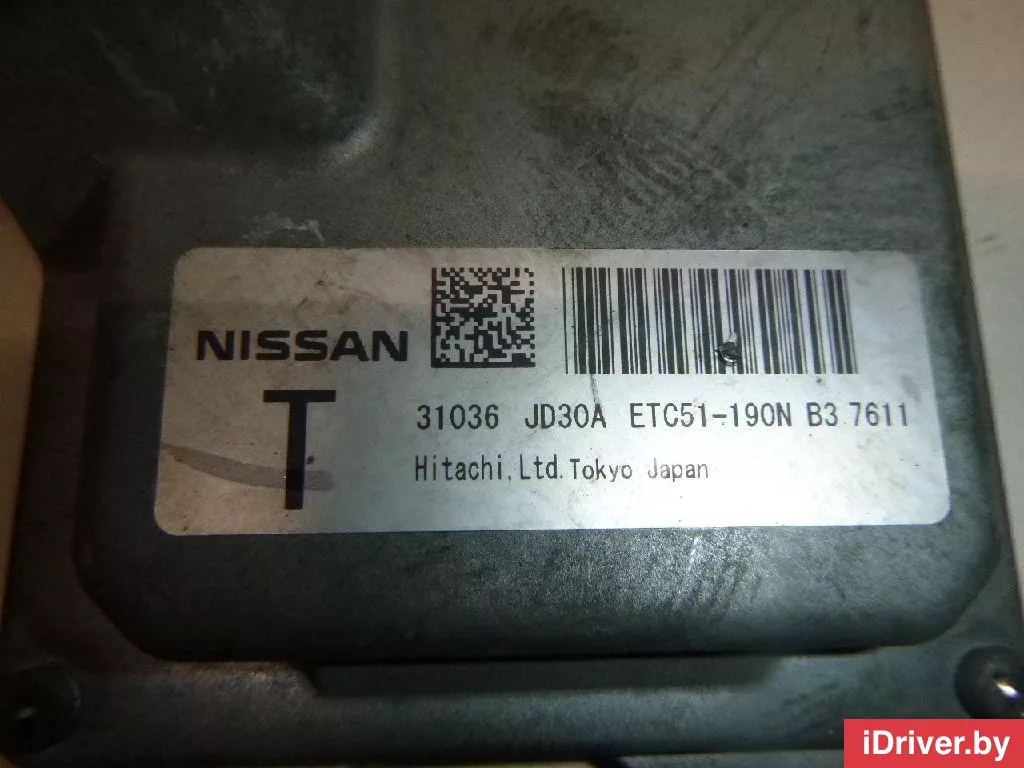 NISSAN
T
31036 JD30A ETC51-190N B3 7611
Hitachi,Ltd.Tokyo Japan
iDriver.by